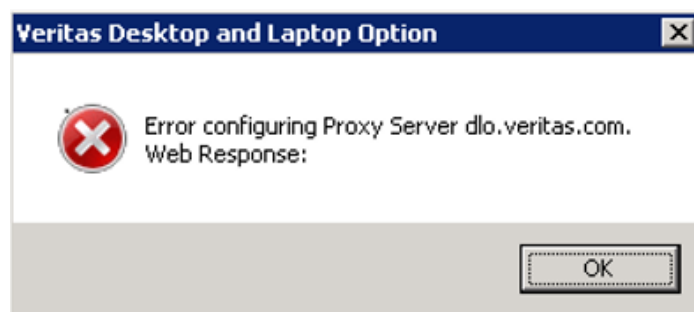 Veritas Desktop and Laptop Option
Error configuring Proxy Server dlo.veritas.com.
Web Response:
OK